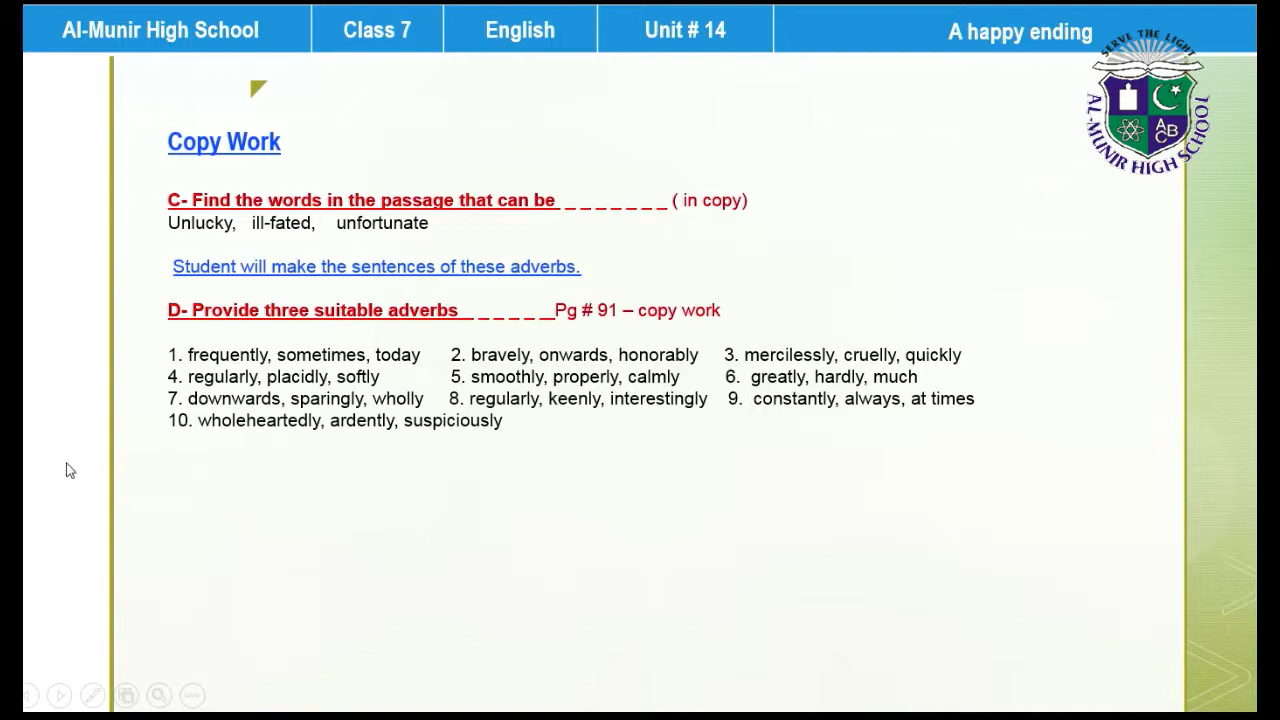 Al-Munir High School Class 7 English Unit # 14 A happy ending
SERVE THE LIGHT
A B C
AL-MUNIR HIGH SCHOOL
Copy Work
C- Find the words in the passage that can be _ _ _ _ _ _ _ ( in copy)
Unlucky, ill-fated, unfortunate
Student will make the sentences of these adverbs.
D- Provide three suitable adverbs _ _ _ _ _ _Pg # 91 – copy work
1. frequently, sometimes, today 2. bravely, onwards, honorably 3. mercilessly, cruelly, quickly
4. regularly, placidly, softly 5. smoothly, properly, calmly 6. greatly, hardly, much
7. downwards, sparingly, wholly 8. regularly, keenly, interestingly 9. constantly, always, at times
10. wholeheartedly, ardently, suspiciously